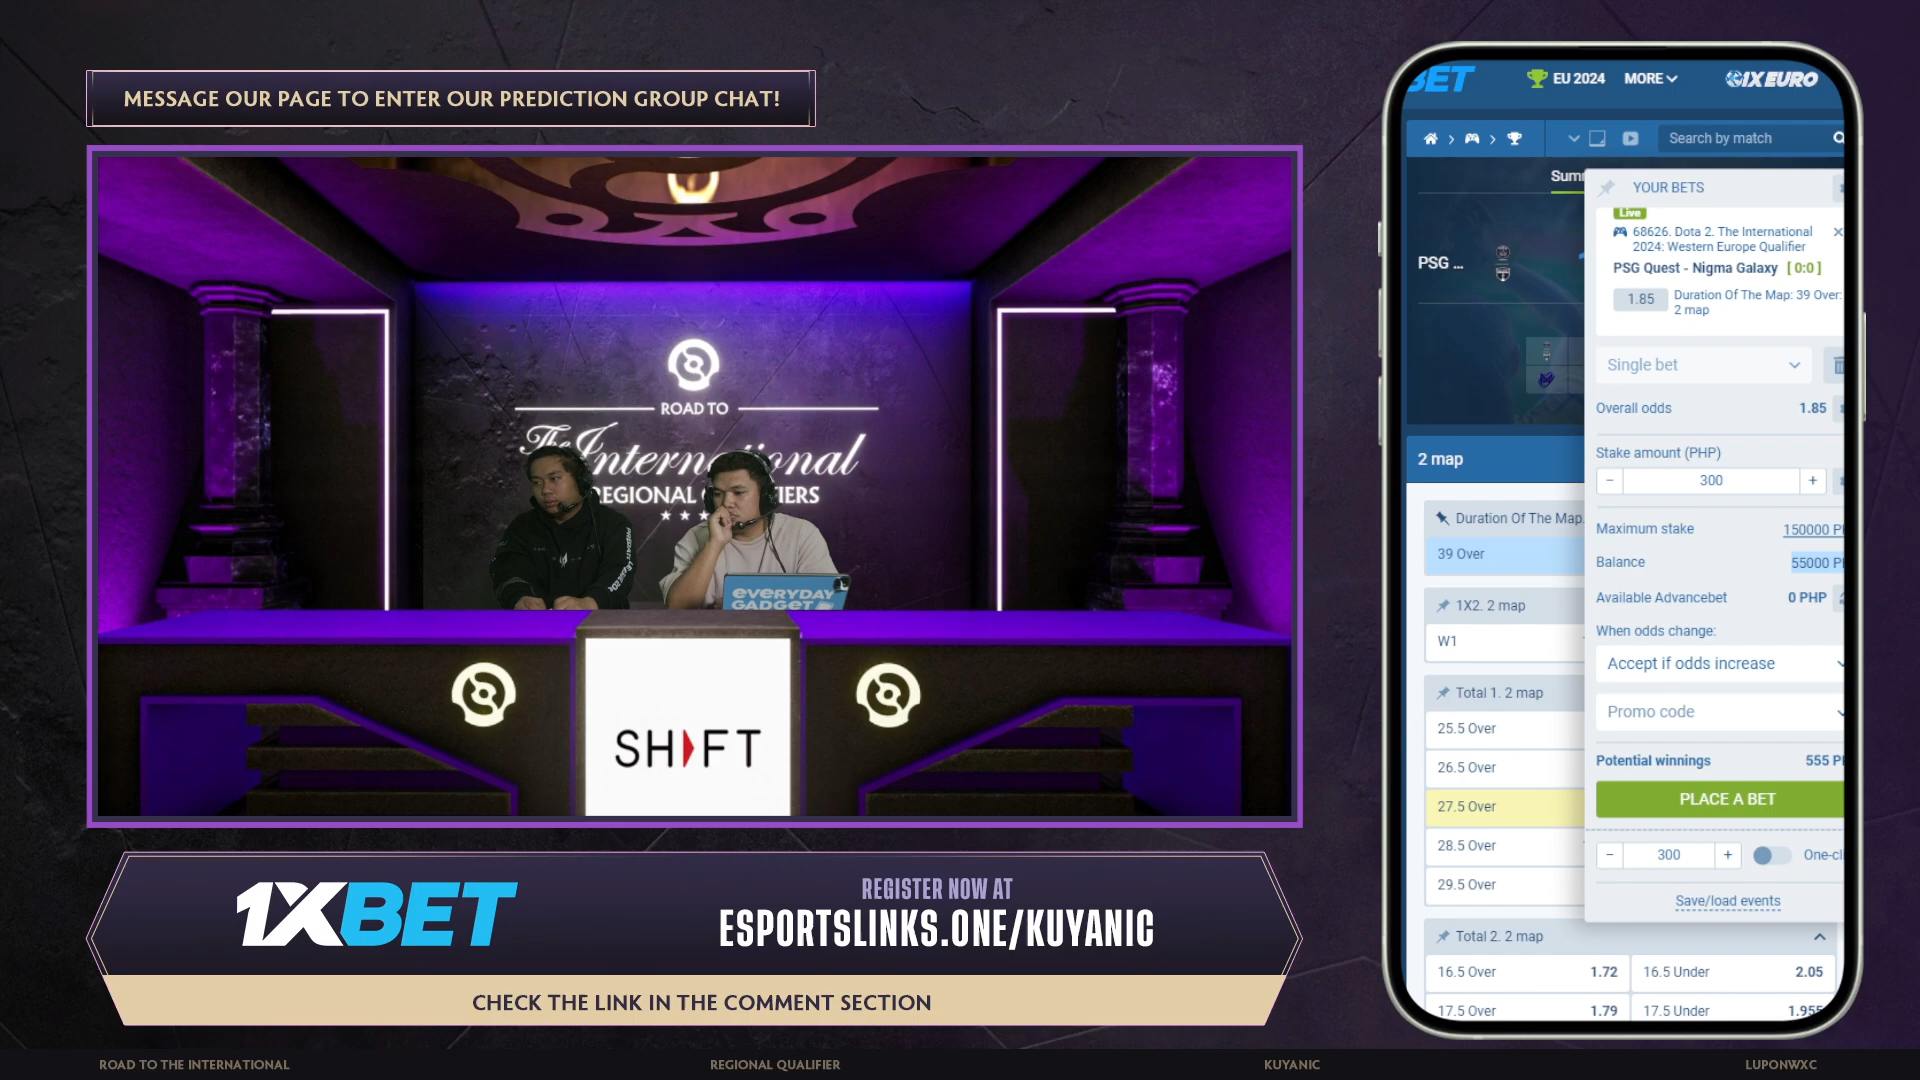 MESSAGE OUR PAGE TO ENTER OUR PREDICTION GROUP CHAT!
ROAD TO
The International
REGIONAL
★ ★ ★
EVERYDAY
GADGET
SHIFT
1XBET
REGISTER NOW AT
ESPORTSLINKS.ONE/KUYANIC
CHECK THE LINK IN THE COMMENT SECTION
BET
EU 2024
MORE
1XEURO
Search by match
PSG ...
2 map
Duration Of The Map.
39 Over
1X2. 2 map
W1
Total 1. 2 map
25.5 Over
26.5 Over
27.5 Over
28.5 Over
29.5 Over
YOUR BETS
Live
68626. Dota 2. The International
2024: Western Europe Qualifier
PSG Quest - Nigma Galaxy [ 0:0 ]
1.85
Duration Of The Map: 39 Over:
2 map
Single bet
Overall odds 1.85
Stake amount (PHP)
− 300 +
Maximum stake 150000
Balance 55000
Available Advancebet 0 PHP
When odds change:
Accept if odds increase
Promo code
Potential winnings 555
PLACE A BET
− 300 +
Save/load events
Total 2. 2 map
16.5 Over 1.72 16.5 Under 2.05
17.5 Over 1.79 17.5 Under 1.955
ROAD TO THE INTERNATIONAL
REGIONAL QUALIFIER
KUYANIC
LUPONWXC